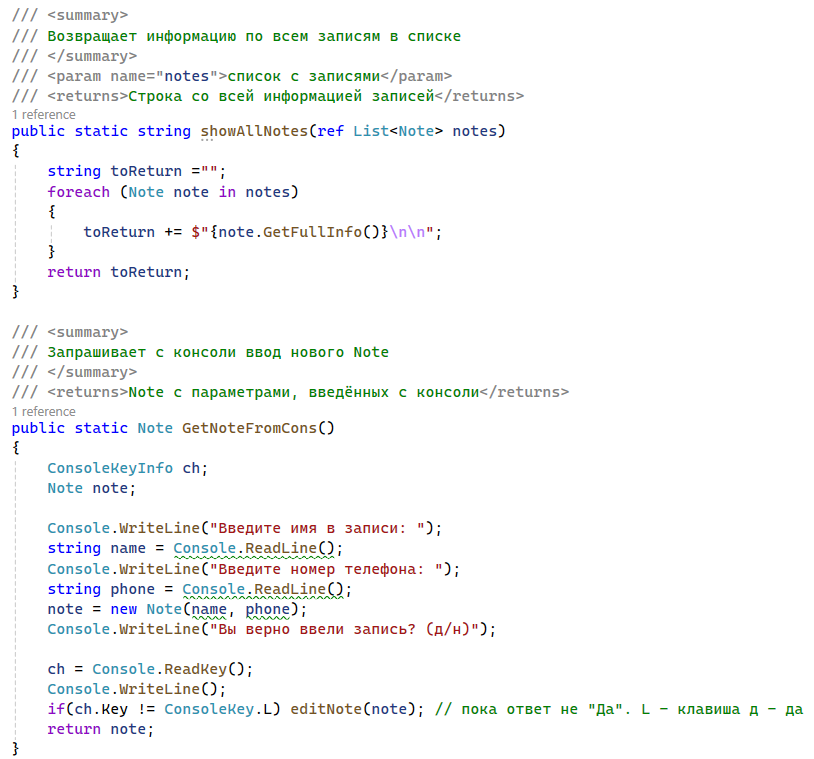 /// <summary>
/// Возвращает информацию по всем записям в списке
/// </summary>
/// <param name="notes">список с записями</param>
/// <returns>Строка со всей информацией записей</returns>
1 reference
public static string showAllNotes(ref List<Note> notes)
{
    string toReturn ="";
    foreach (Note note in notes)
    {
        toReturn += $"{note.GetFullInfo()}\n\n";
    }
    return toReturn;
}

/// <summary>
/// Запрашивает с консоли ввод нового Note
/// </summary>
/// <returns>Note с параметрами, введённых с консоли</returns>
1 reference
public static Note GetNoteFromCons()
{
    ConsoleKeyInfo ch;
    Note note;

    Console.WriteLine("Введите имя в записи: ");
    string name = Console.ReadLine();
    Console.WriteLine("Введите номер телефона: ");
    string phone = Console.ReadLine();
    note = new Note(name, phone);
    Console.WriteLine("Вы верно ввели запись? (д/н)");

    ch = Console.ReadKey();
    Console.WriteLine();
    if(ch.Key != ConsoleKey.L) editNote(note); // пока ответ не "Да". L - клавиша д - да
    return note;
}